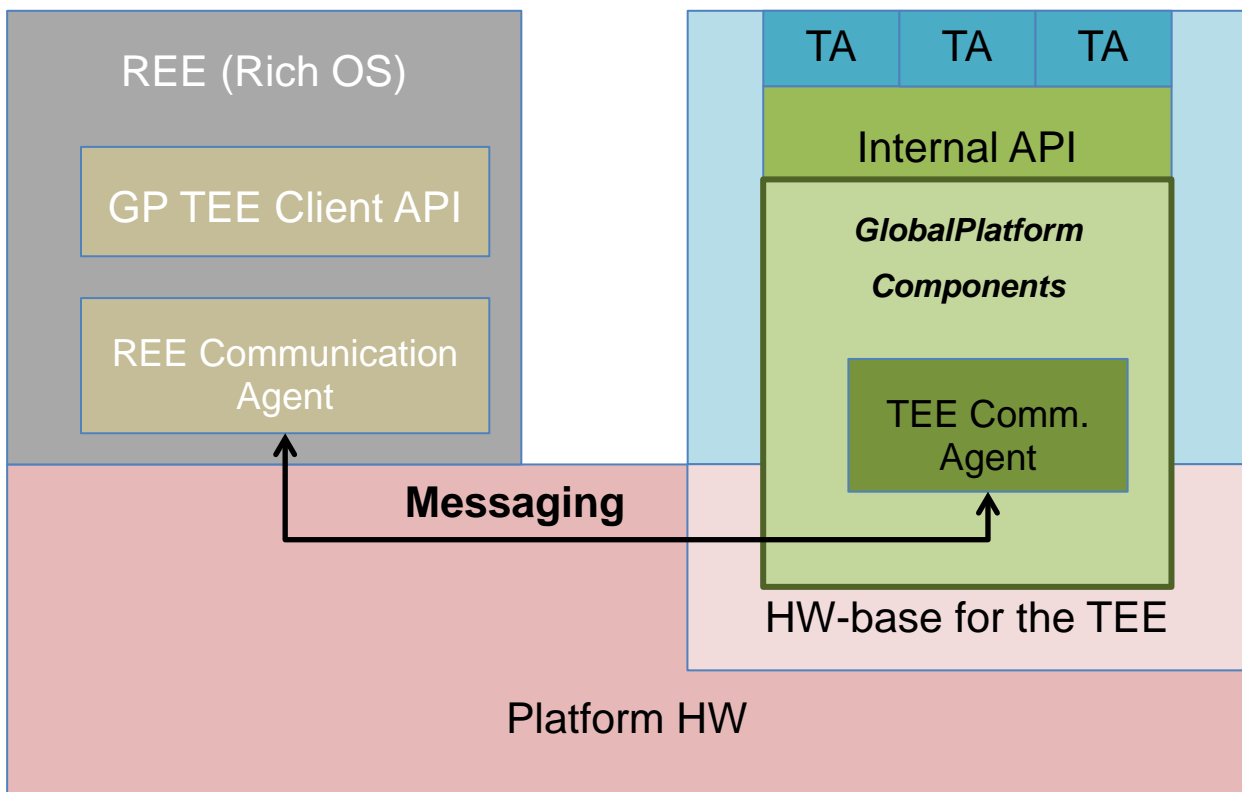 REE (Rich OS)
GP TEE Client API
REE Communication
Agent
TA TA TA
Internal API
GlobalPlatform
Components
TEE Comm.
Agent
Messaging
HW-base for the TEE
Platform HW